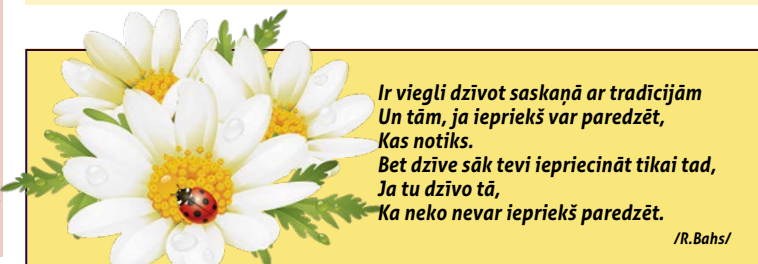 Ir viegli dzīvot saskaņā ar tradīcijām
Un tām, ja iepriekš var paredzēt,
Kas notiks.
Bet dzīve sāk tevi iepriecināt tikai tad,
Ja tu dzīvo tā,
Ka neko nevar iepriekš paredzēt.
/R.Bahs/